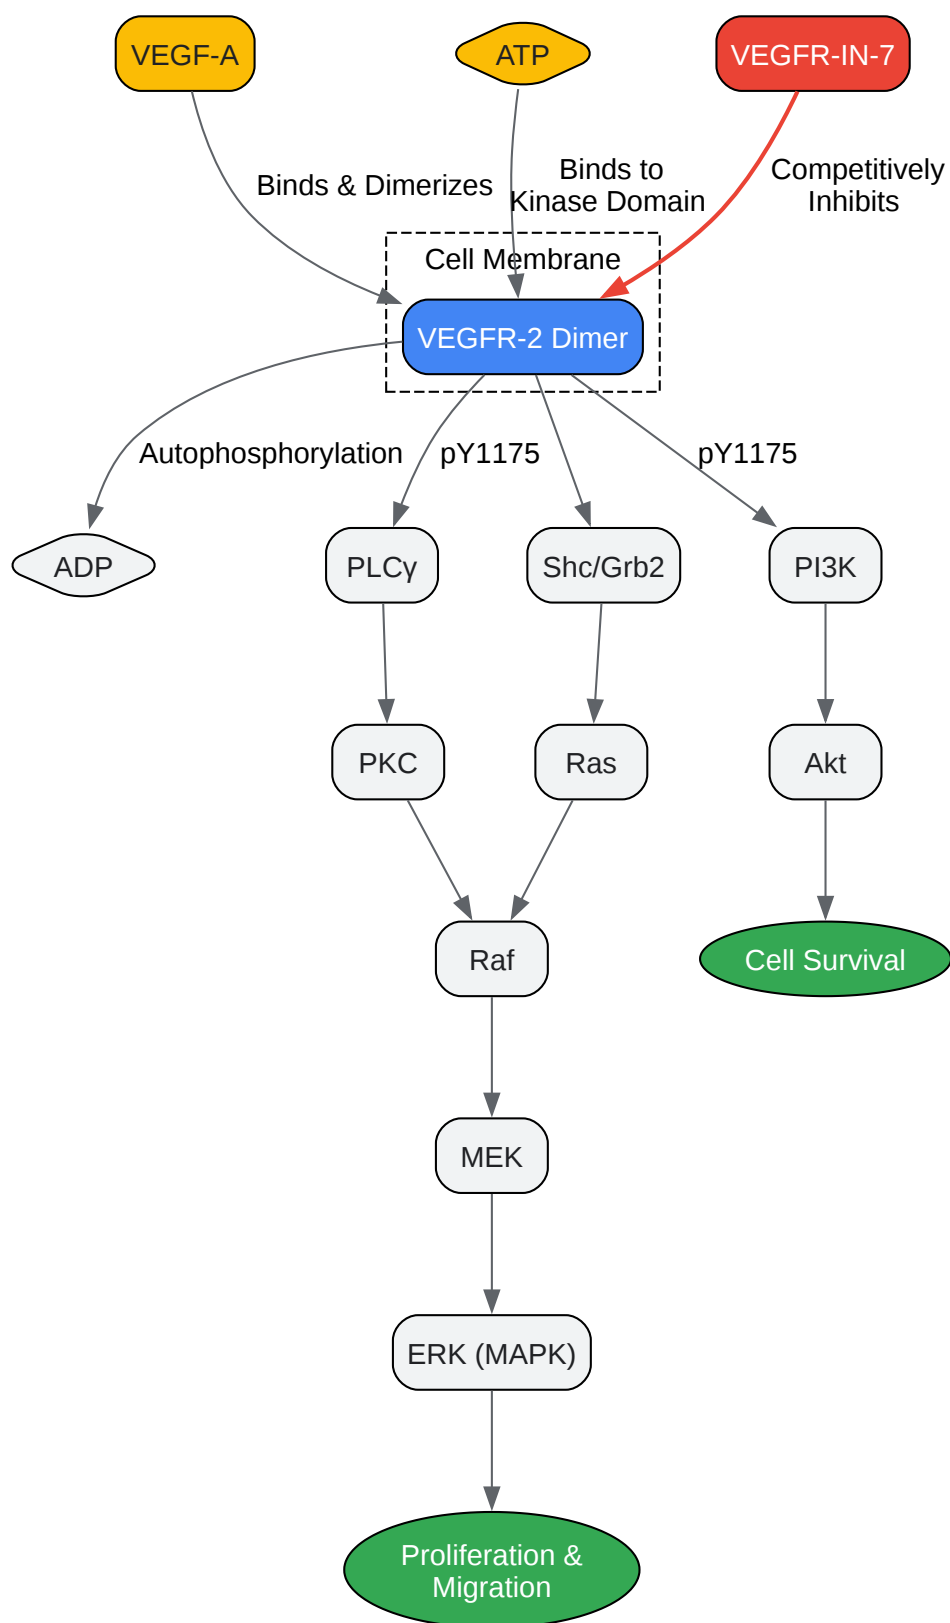 VEGF-A
ATP
VEGFR-IN-7
Binds & Dimerizes
Binds to
Kinase Domain
Competitively
Inhibits
Cell Membrane
VEGFR-2 Dimer
Autophosphorylation
pY1175
pY1175
ADP
PLCγ
Shc/Grb2
PI3K
PKC
Ras
Akt
Raf
Cell Survival
MEK
ERK (MAPK)
Proliferation &
Migration